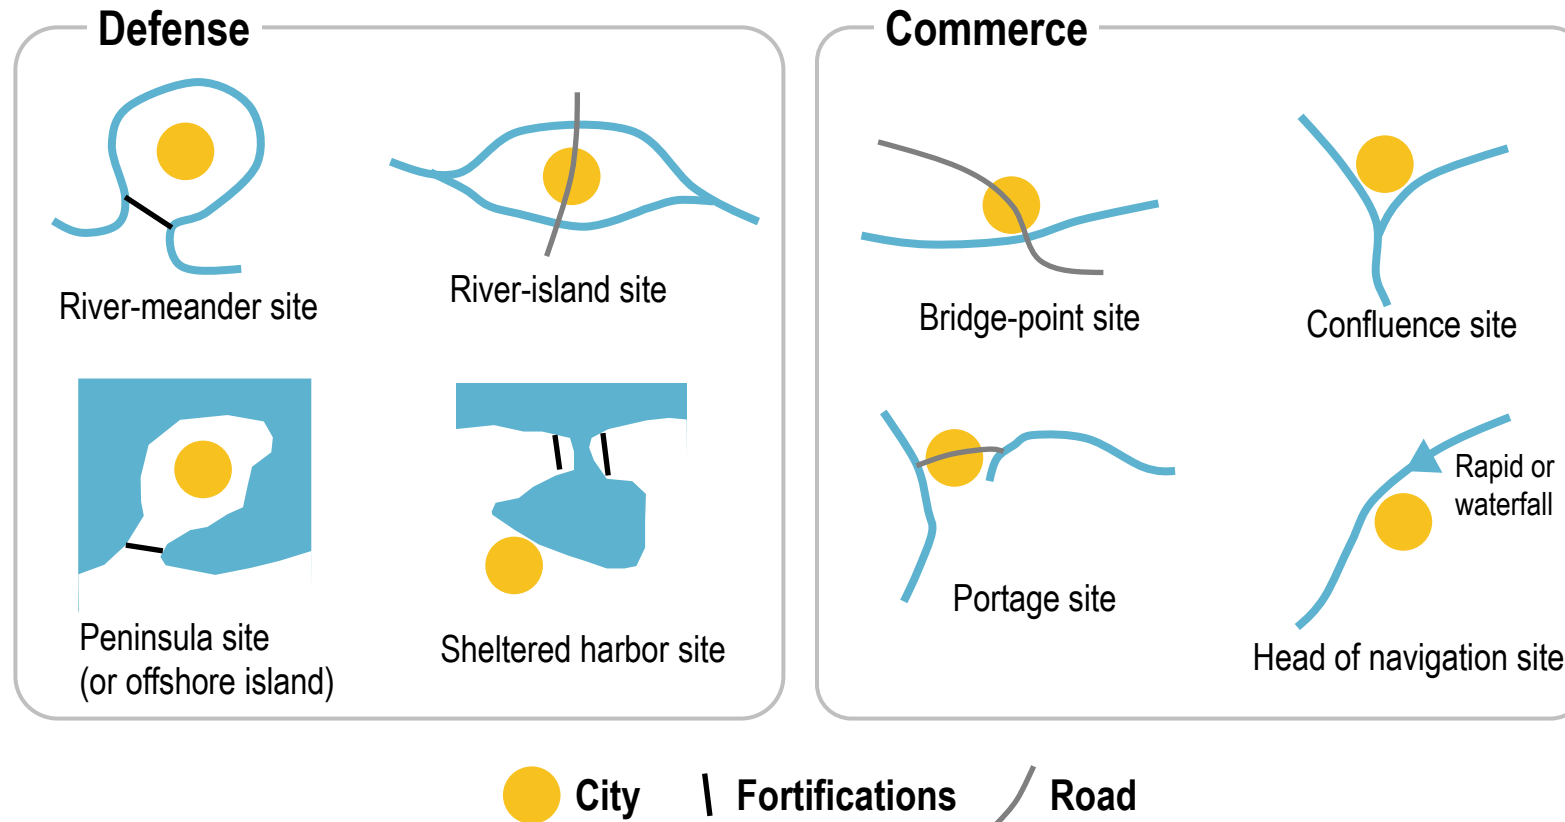 Defense
River-meander site
River-island site
Peninsula site
(or offshore island)
Sheltered harbor site
Commerce
Bridge-point site
Confluence site
Portage site
Rapid or
waterfall
Head of navigation site
City
Fortifications
Road